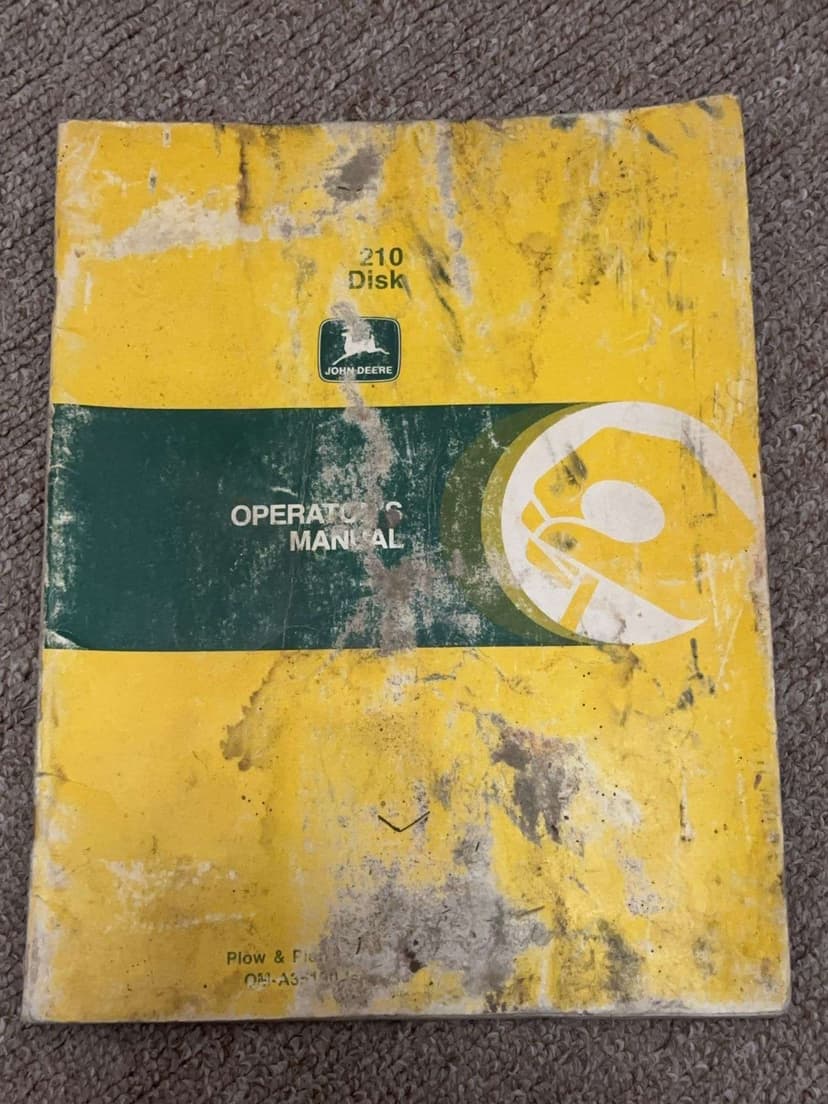 210
Disk
JOHN DEERE
OPERATOR'S
MANUAL
Plow &